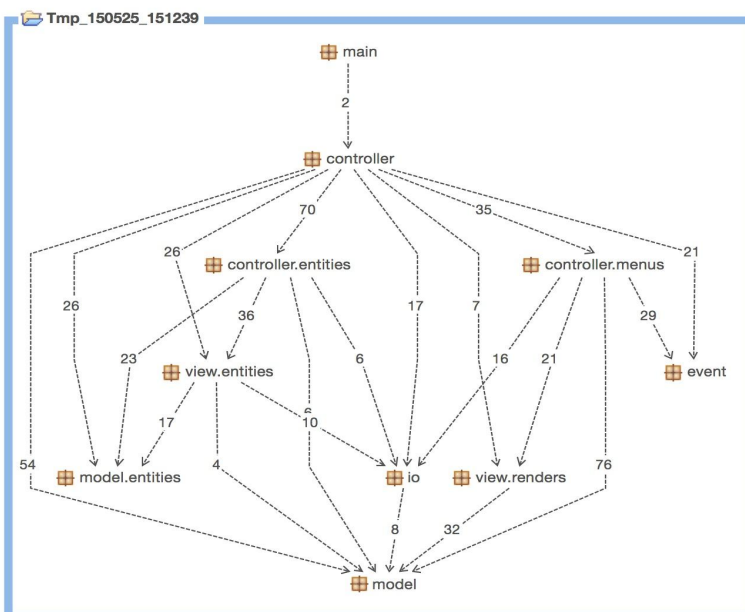 Tmp_150525_151239
main
2
controller
70
35
26
21
controller.entities
controller.menus
26
17
7
29
36
23
6
16
21
view.entities
event
17
10
54
4
76
model.entities
io
view.renders
8
32
model